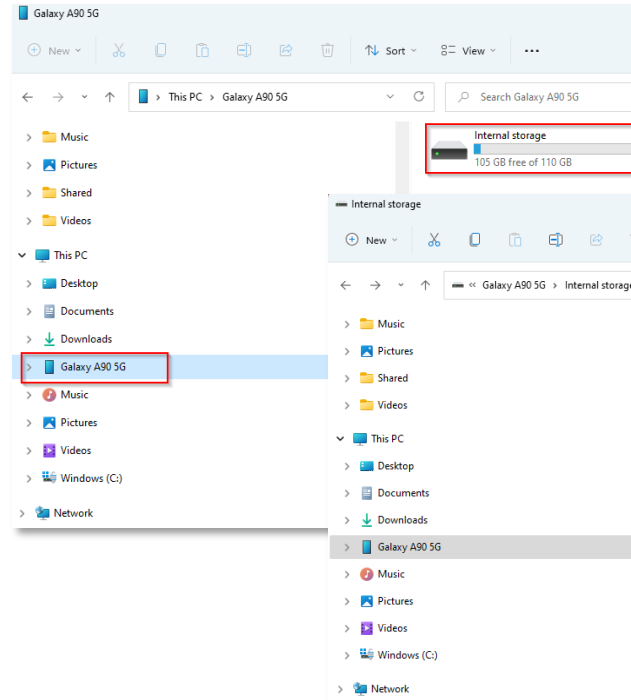 Galaxy A90 5G
New
Sort
View
This PC > Galaxy A90 5G
Search Galaxy A90 5G
Music
Pictures
Shared
Videos
This PC
Desktop
Documents
Downloads
Galaxy A90 5G
Music
Pictures
Videos
Windows (C:)
Network
Internal storage
105 GB free of 110 GB
Internal storage
New
« Galaxy A90 5G > Internal storage
Music
Pictures
Shared
Videos
This PC
Desktop
Documents
Downloads
Galaxy A90 5G
Music
Pictures
Videos
Windows (C:)
Network